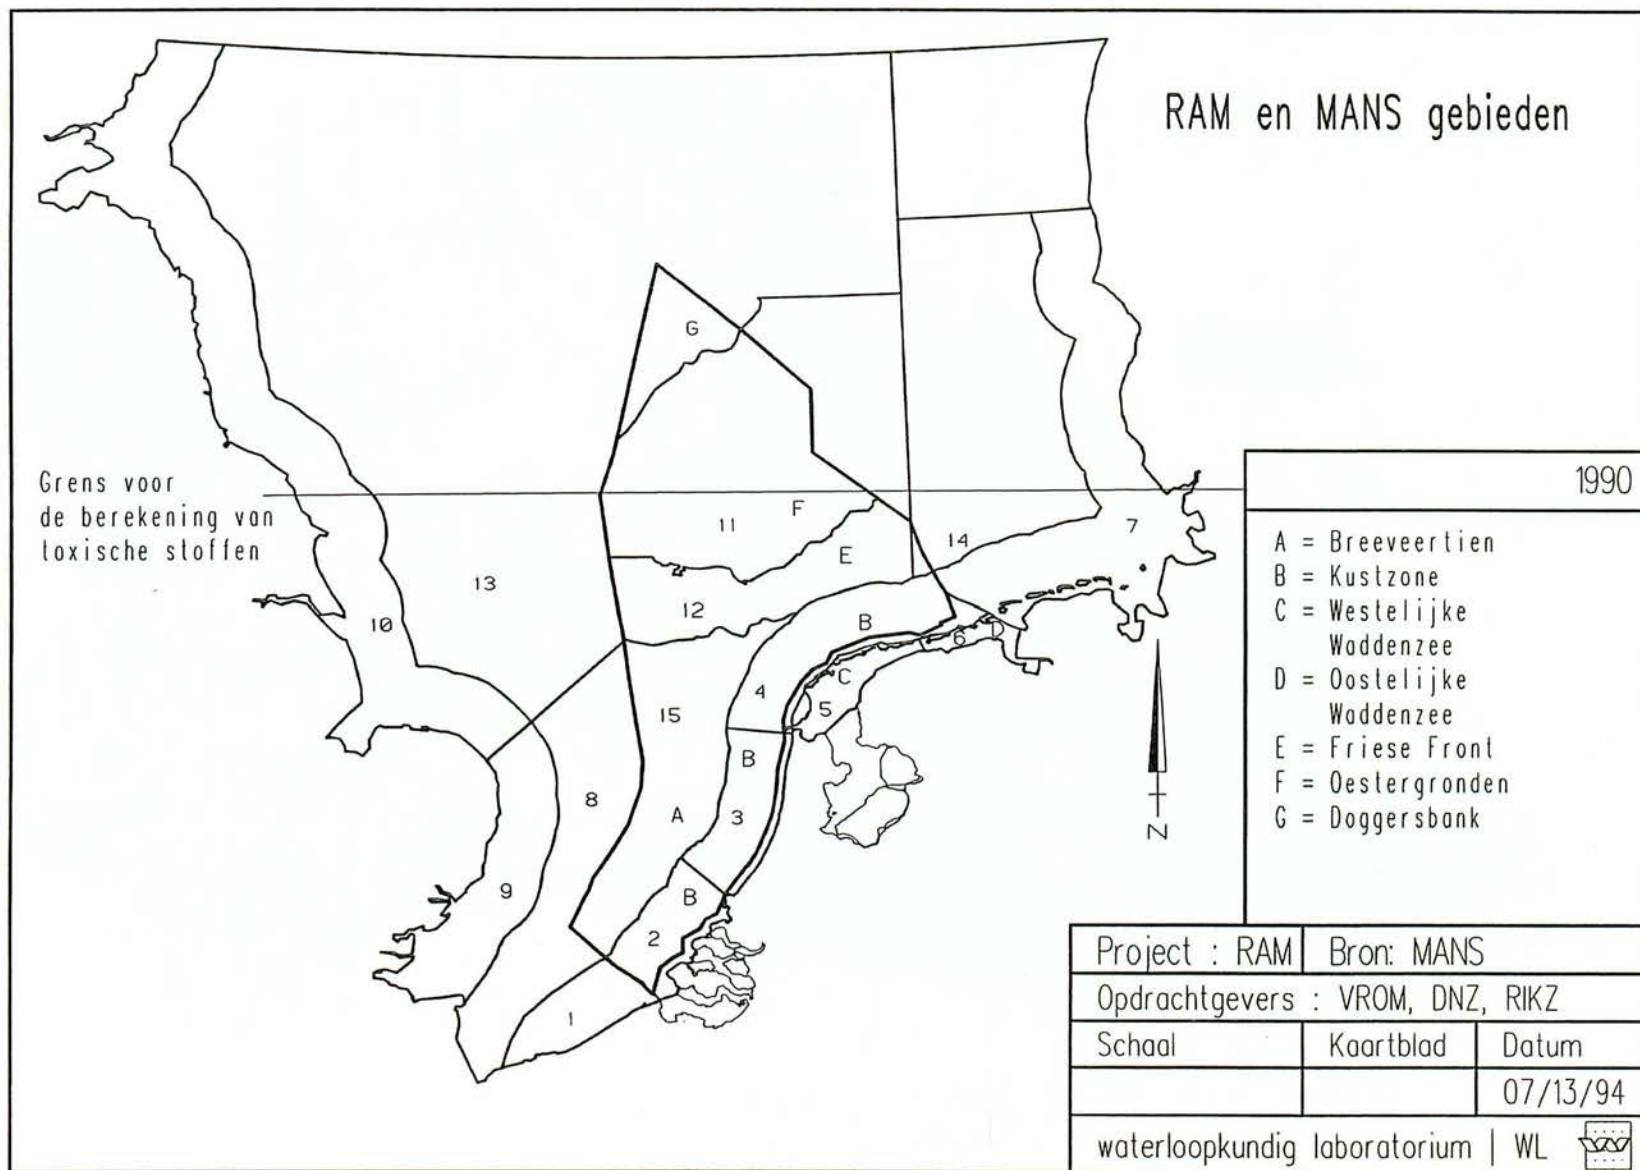 RAM en MANS gebieden
G
Grens voor
de berekening van
toxische stoffen
1990
F
11
14
7
E
A = Breeveertien
B = Kustzone
C = Westelijke
Waddenzee
D = Oostelijke
Waddenzee
E = Friese Front
F = Oestergronden
G = Doggersbank
13
12
10
B
6
D
C
4
5
15
B
8
3
A
N
9
B
2
1
Project : RAM
Bron: MANS
Opdrachtgevers : VROM, DNZ, RIKZ
Schaal
Kaartblad
Datum
07/13/94
waterloopkundig laboratorium | WL